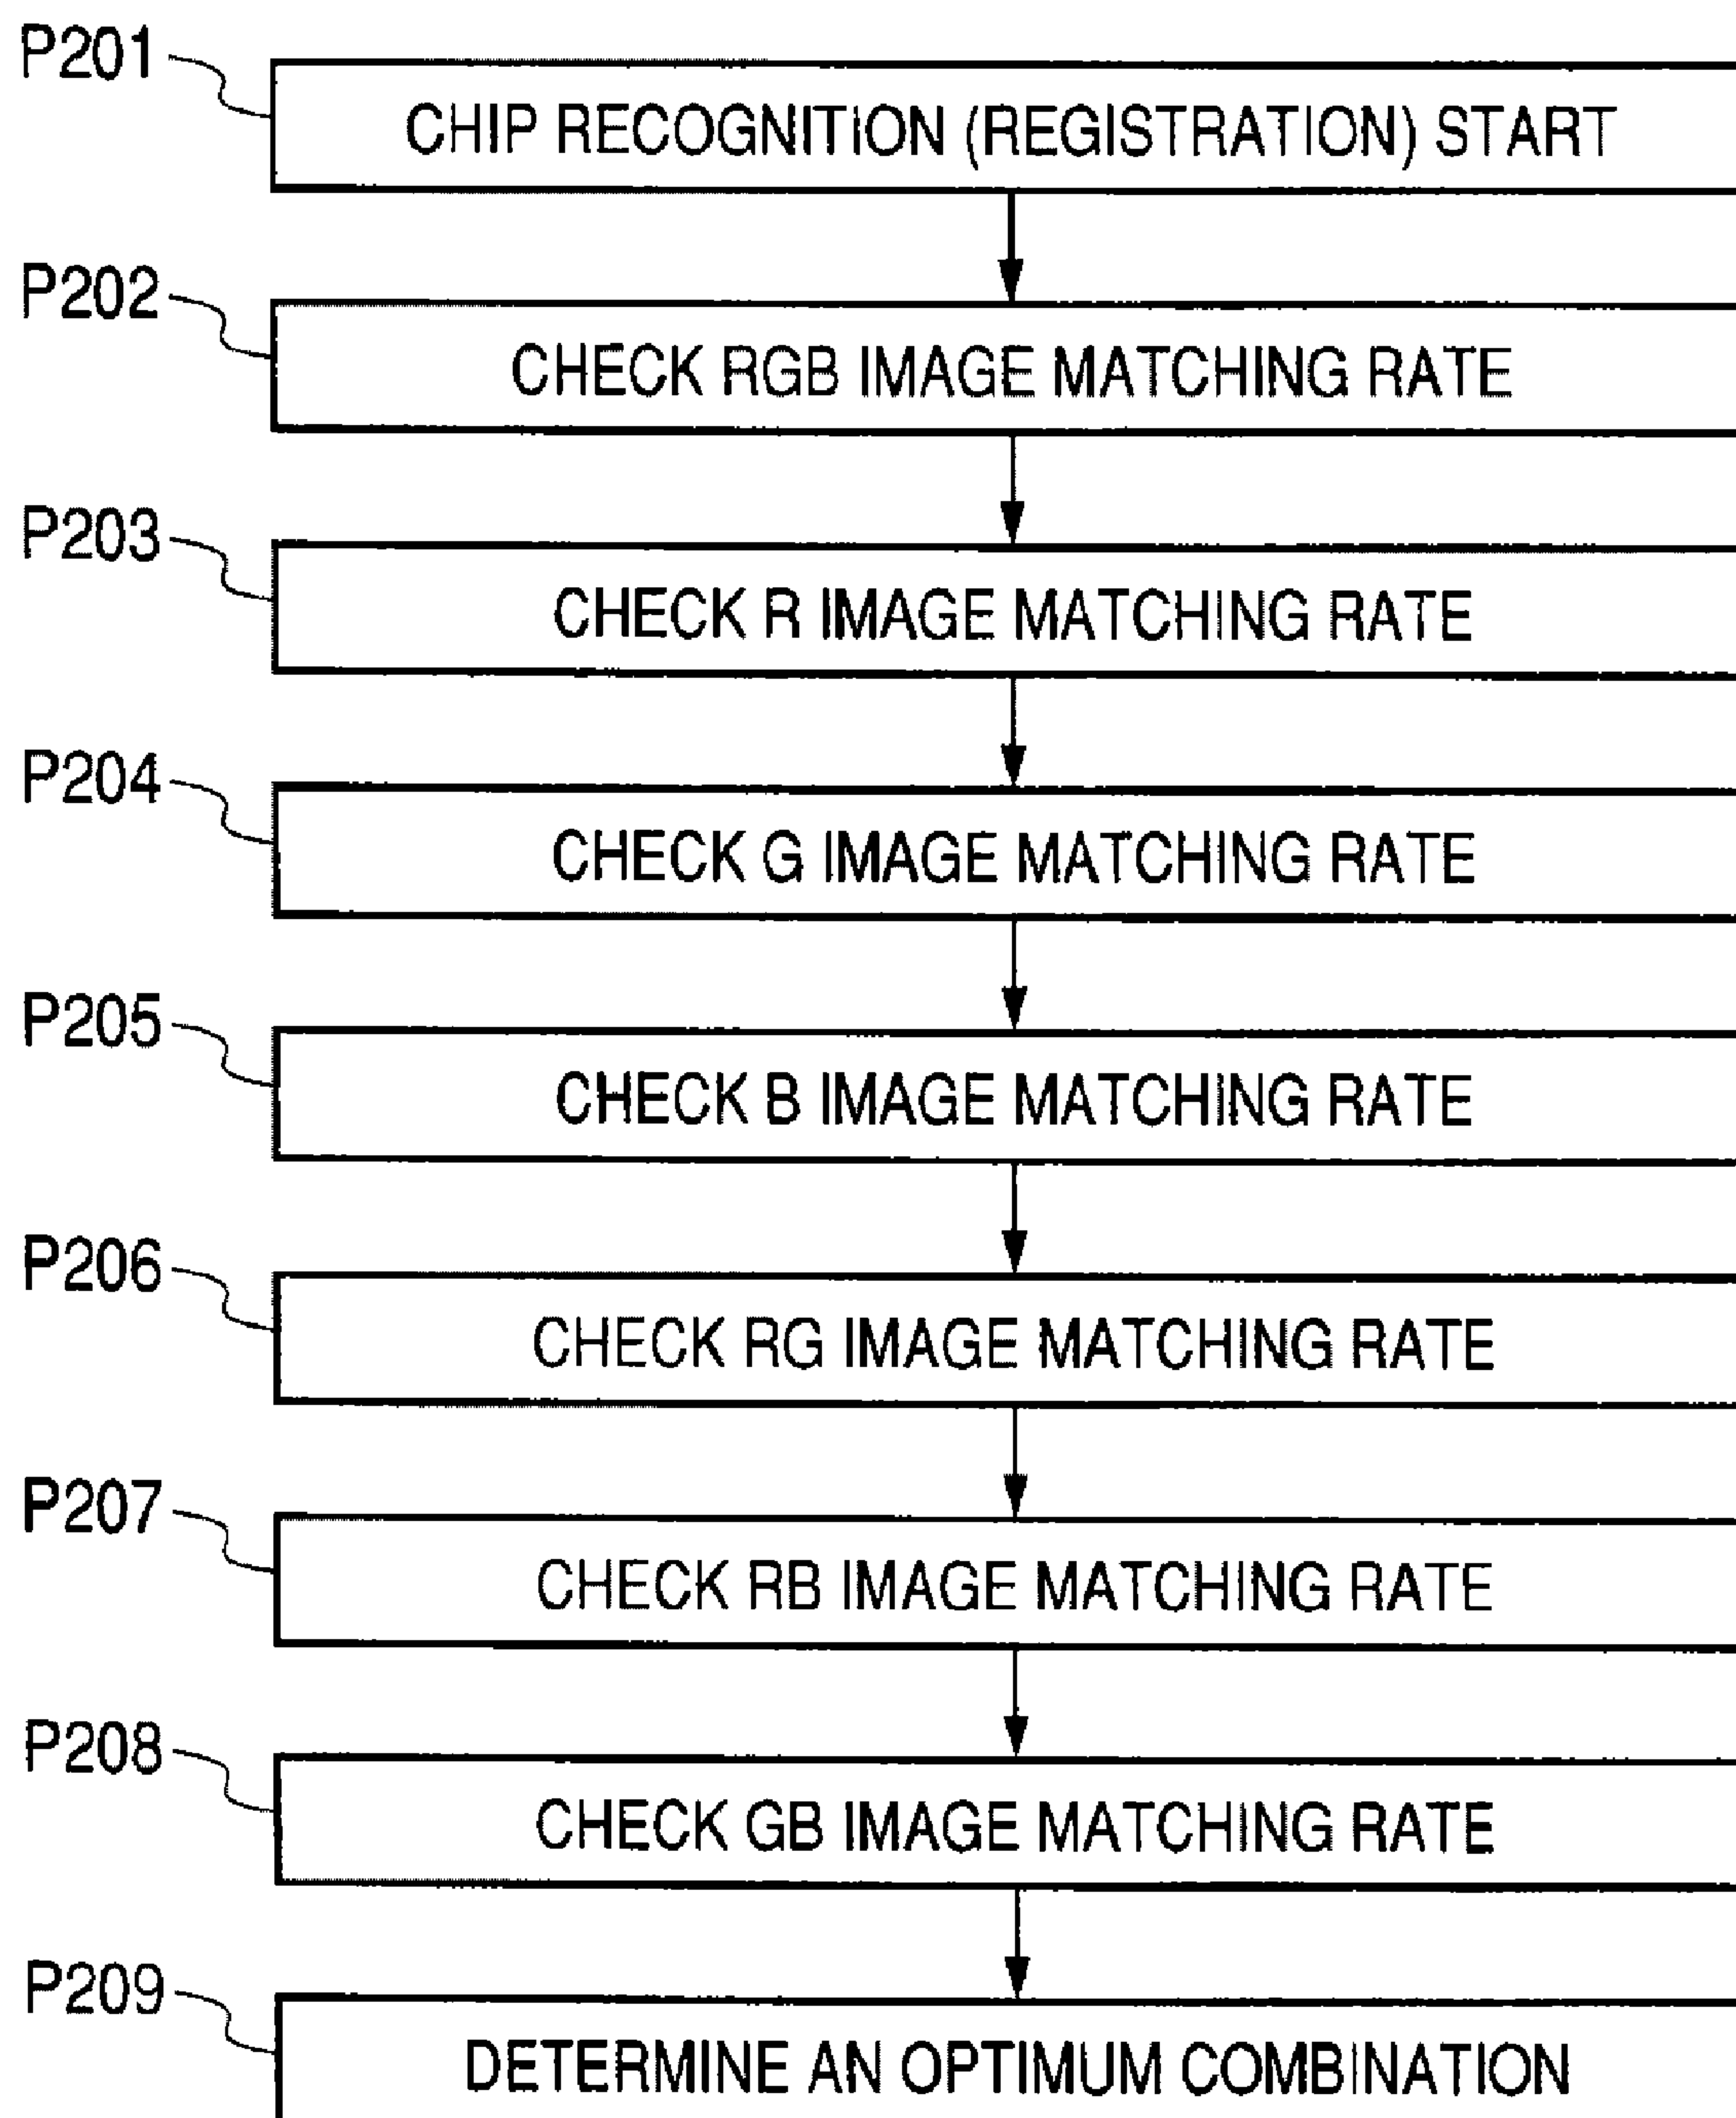 P201
CHIP RECOGNITION (REGISTRATION) START
P202
CHECK RGB IMAGE MATCHING RATE
P203
CHECK R IMAGE MATCHING RATE
P204
CHECK G IMAGE MATCHING RATE
P205
CHECK B IMAGE MATCHING RATE
P206
CHECK RG IMAGE MATCHING RATE
P207
CHECK RB IMAGE MATCHING RATE
P208
CHECK GB IMAGE MATCHING RATE
P209
DETERMINE AN OPTIMUM COMBINATION